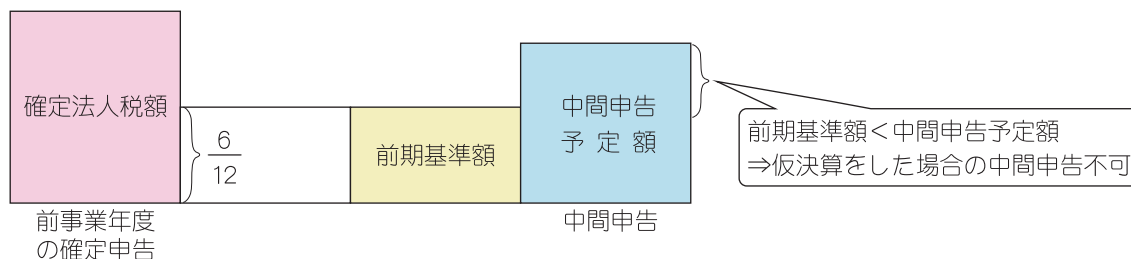 確定法人税額
6
12
前期基準額
中間申告
予定額
前期基準額＜中間申告予定額
⇒仮決算をした場合の中間申告不可
前事業年度
の確定申告
中間申告